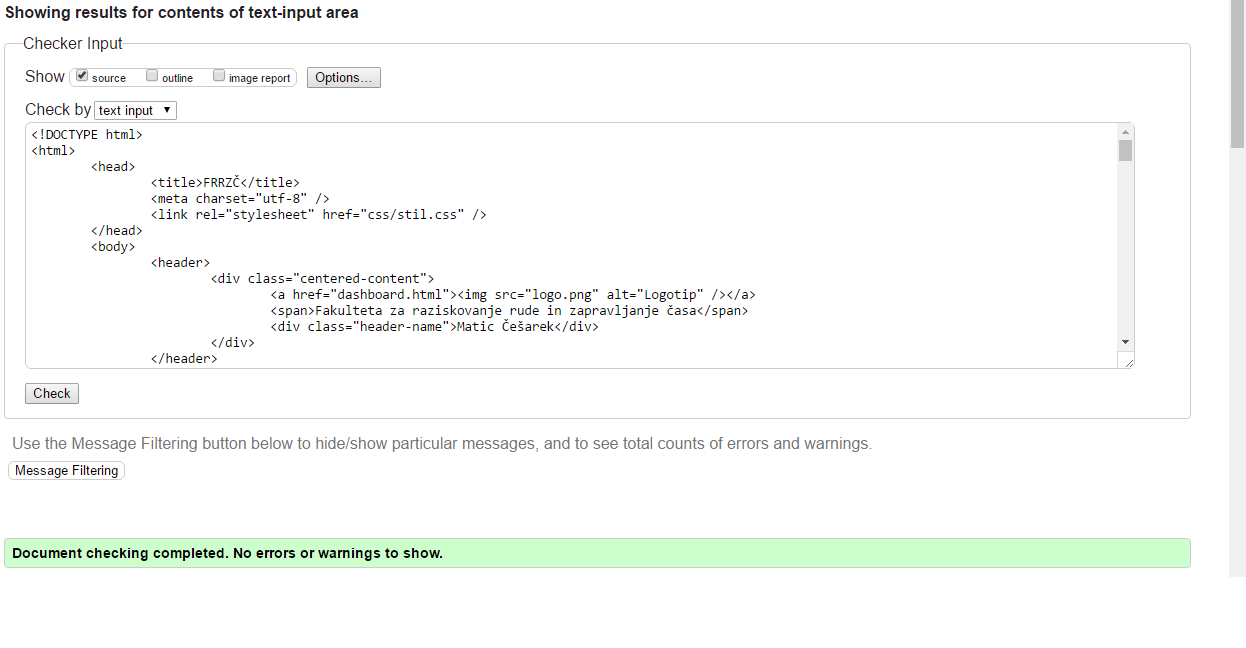 Showing results for contents of text-input area
Checker Input
Show source outline image report Options...
Check by text input
<!DOCTYPE html>
<html>
<head>
<title>FRRZČ</title>
<meta charset="utf-8" />
<link rel="stylesheet" href="css/stil.css" />
</head>
<body>
<header>
<div class="centered-content">
<a href="dashboard.html"><img src="logo.png" alt="Logotip" /></a>
<span>Fakulteta za raziskovanje rude in zapravljanje časa</span>
<div class="header-name">Matic Češarek</div>
</div>
</header>
Check
Use the Message Filtering button below to hide/show particular messages, and to see total counts of errors and warnings.
Message Filtering
Document checking completed. No errors or warnings to show.